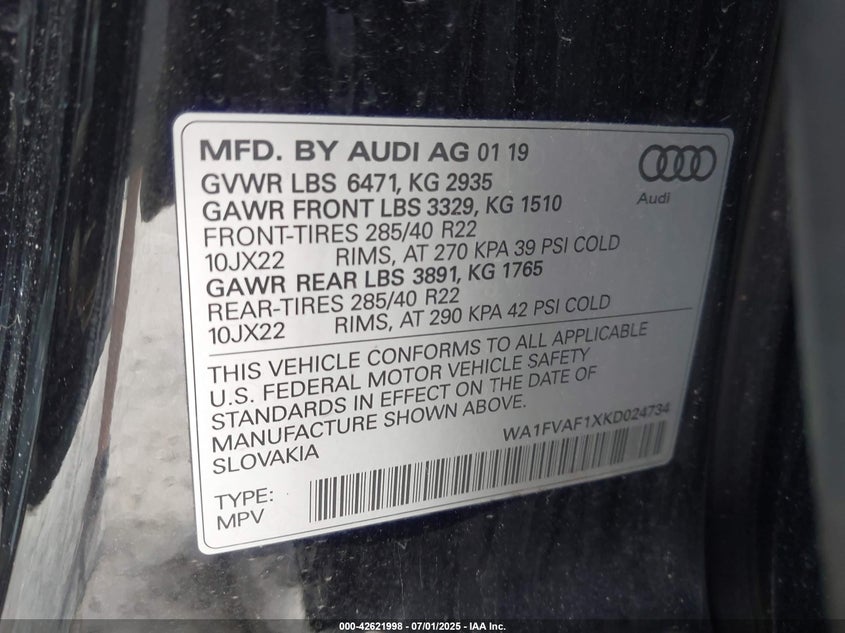 MFD. BY AUDI AG 01 19
Audi
GVWR LBS 6471, KG 2935
GAWR FRONT LBS 3329, KG 1510
FRONT-TIRES 285/40 R22
10JX22 RIMS, AT 270 KPA 39 PSI COLD
GAWR REAR LBS 3891, KG 1765
REAR-TIRES 285/40 R22
10JX22 RIMS, AT 290 KPA 42 PSI COLD
THIS VEHICLE CONFORMS TO ALL APPLICABLE
U.S. FEDERAL MOTOR VEHICLE SAFETY
STANDARDS IN EFFECT ON THE DATE OF
MANUFACTURE SHOWN ABOVE.
SLOVAKIA
WA1FVAF1XKD024734
TYPE:
MPV
000-42621998 - 07/01/2025 - IAA Inc.